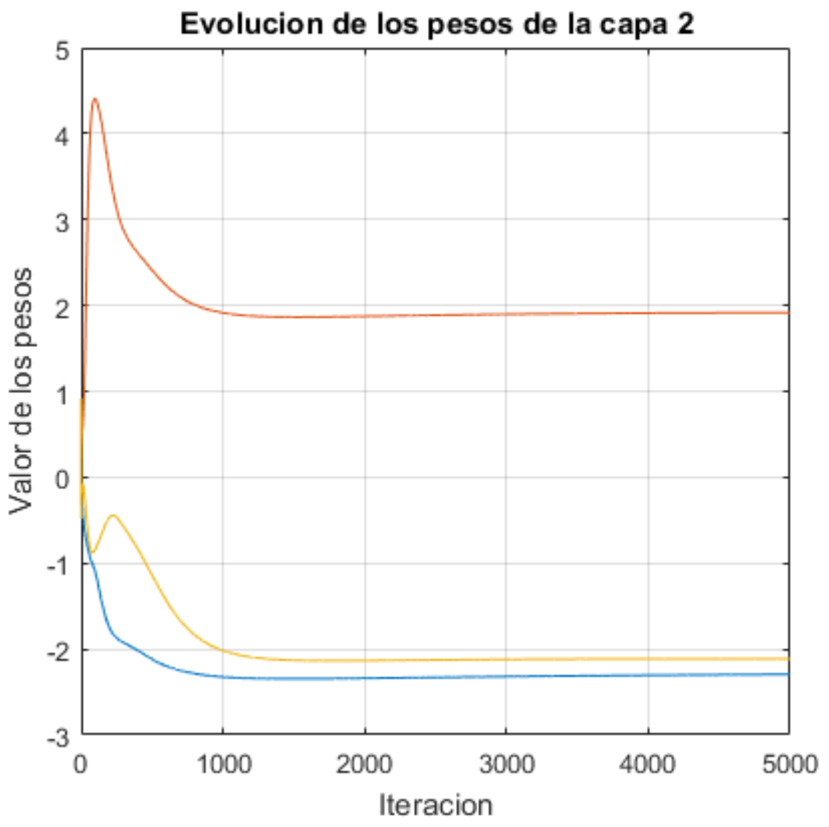 Evolucion de los pesos de la capa 2
5
4
3
2
1
0
-1
-2
-3
Valor de los pesos
0 1000 2000 3000 4000 5000
Iteracion